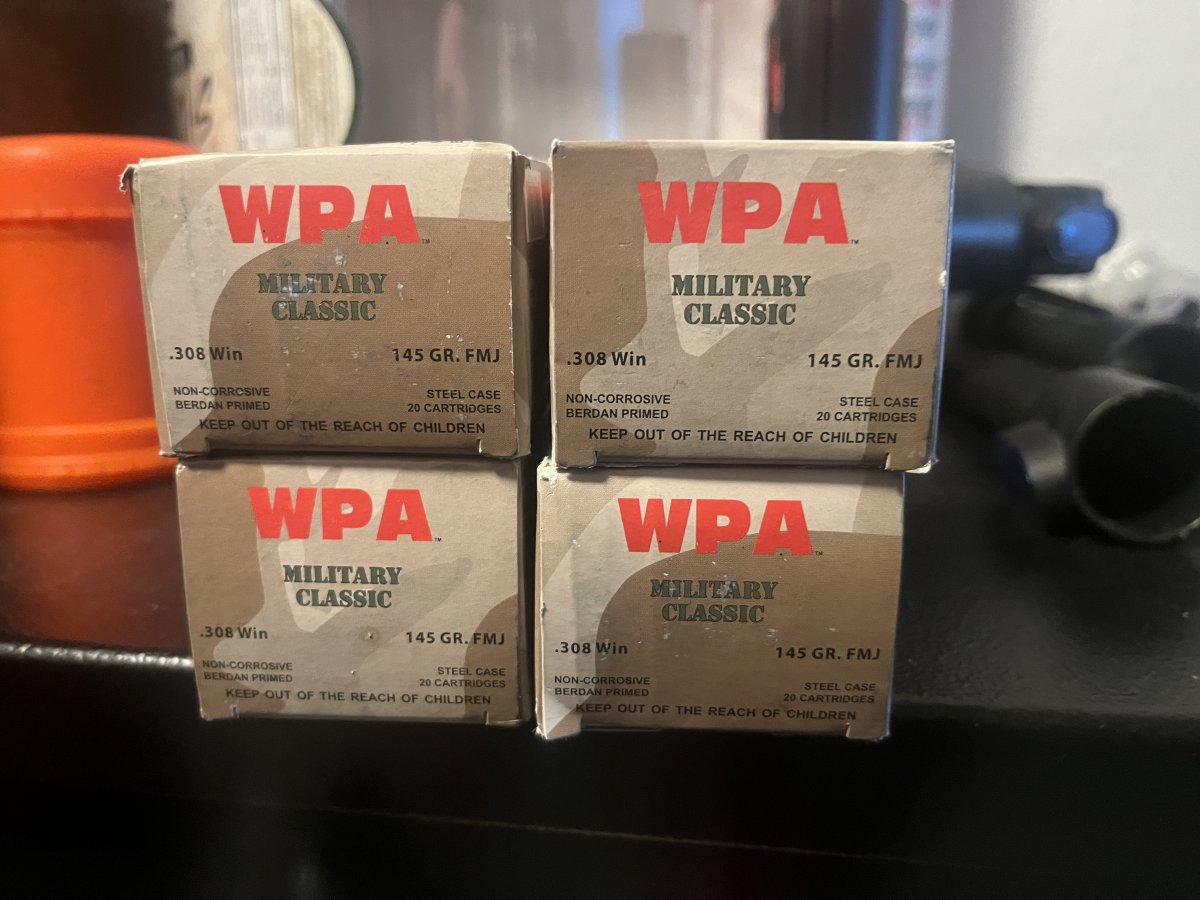 WPA™
MILITARY
CLASSIC
.308 Win
145 GR. FMJ
NON-CORROSIVE
BERDAN PRIMED
STEEL CASE
20 CARTRIDGES
KEEP OUT OF THE REACH OF CHILDREN
WPA™
MILITARY
CLASSIC
.308 Win
145 GR. FMJ
NON-CORROSIVE
BERDAN PRIMED
STEEL CASE
20 CARTRIDGES
KEEP OUT OF THE REACH OF CHILDREN
WPA™
MILITARY
CLASSIC
.308 Win
145 GR. FMJ
NON-CORROSIVE
BERDAN PRIMED
STEEL CASE
20 CARTRIDGES
KEEP OUT OF THE REACH OF CHILDREN
WPA™
MILITARY
CLASSIC
.308 Win
145 GR. FMJ
NON-CORROSIVE
BERDAN PRIMED
STEEL CASE
20 CARTRIDGES
KEEP OUT OF THE REACH OF CHILDREN